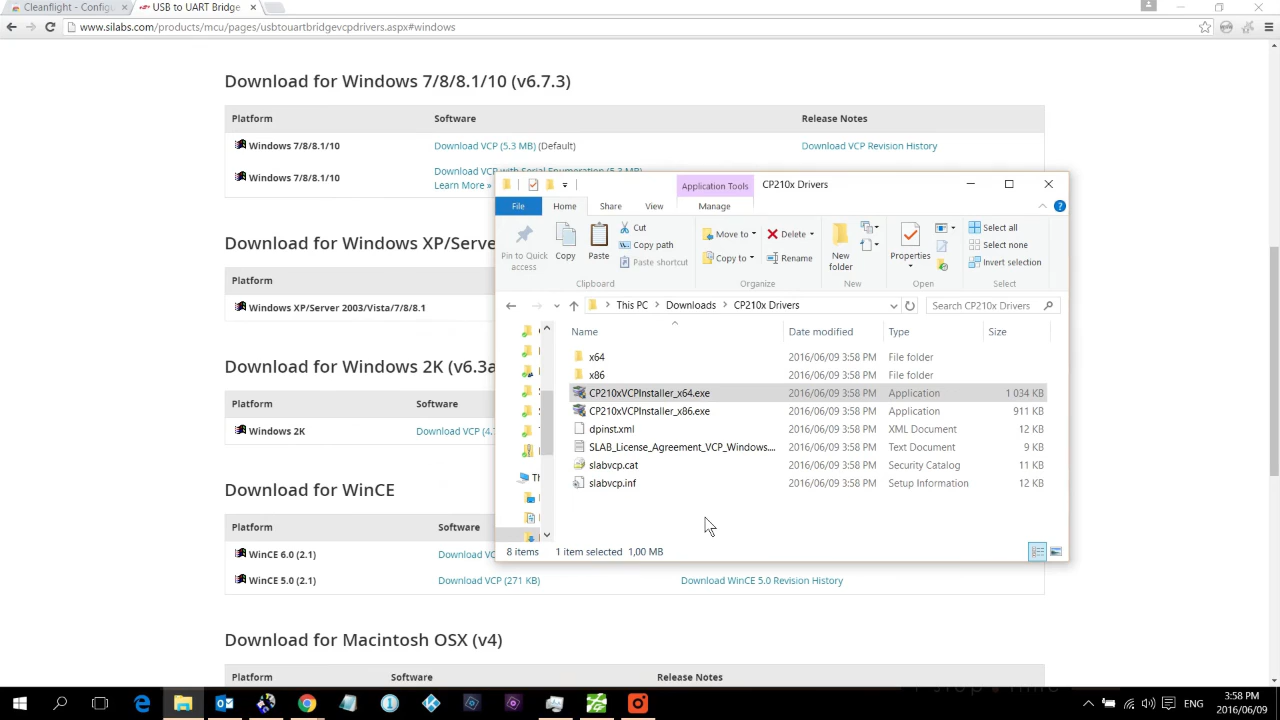 Cleanflight - Configu
USB to UART Bridge
www.silabs.com/products/mcu/pages/usbtouartbridgevcpdrivers.aspx#windows
Download for Windows 7/8/8.1/10 (v6.7.3)
Platform Software Release Notes
Windows 7/8/8.1/10 Download VCP (5.3 MB) (Default) Download VCP Revision History
Windows 7/8/8.1/10 Download VCP with Serial Enumeration (5.3 MB)
Learn More »
Download for Windows XP/Serve
Platform
Windows XP/Server 2003/Vista/7/8/8.1
Download for Windows 2K (v6.3a
Platform Software
Windows 2K Download VCP (4.
Download for WinCE
Platform Software
WinCE 6.0 (2.1) Download VC
WinCE 5.0 (2.1) Download VCP (271 KB) Download WinCE 5.0 Revision History
Download for Macintosh OSX (v4)
Platform Software Release Notes
Application Tools CP210x Drivers
File Home Share View Manage
Pin to Quick access
Copy
Paste
Cut
Copy path
Paste shortcut
Clipboard
Move to
Copy to
Delete
Rename
Organize
New folder
New
Properties
Open
Select all
Select none
Invert selection
Select
This PC Downloads CP210x Drivers
Search CP210x Drivers
Name Date modified Type Size
x64 2016/06/09 3:58 PM File folder
x86 2016/06/09 3:58 PM File folder
CP210xVCPInstaller_x64.exe 2016/06/09 3:58 PM Application 1 034 KB
CP210xVCPInstaller_x86.exe 2016/06/09 3:58 PM Application 911 KB
dpinst.xml 2016/06/09 3:58 PM XML Document 12 KB
SLAB_License_Agreement_VCP_Windows.... 2016/06/09 3:58 PM Text Document 9 KB
slabvcp.cat 2016/06/09 3:58 PM Security Catalog 11 KB
slabvcp.inf 2016/06/09 3:58 PM Setup Information 12 KB
Th
8 items 1 item selected 1,00 MB
ENG
3:58 PM
2016/06/09